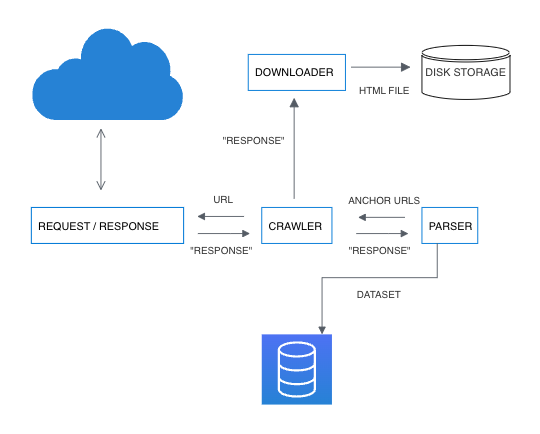 DOWNLOADER
DISK STORAGE
HTML FILE
"RESPONSE"
URL
ANCHOR URLS
REQUEST / RESPONSE
CRAWLER
PARSER
"RESPONSE"
"RESPONSE"
DATASET